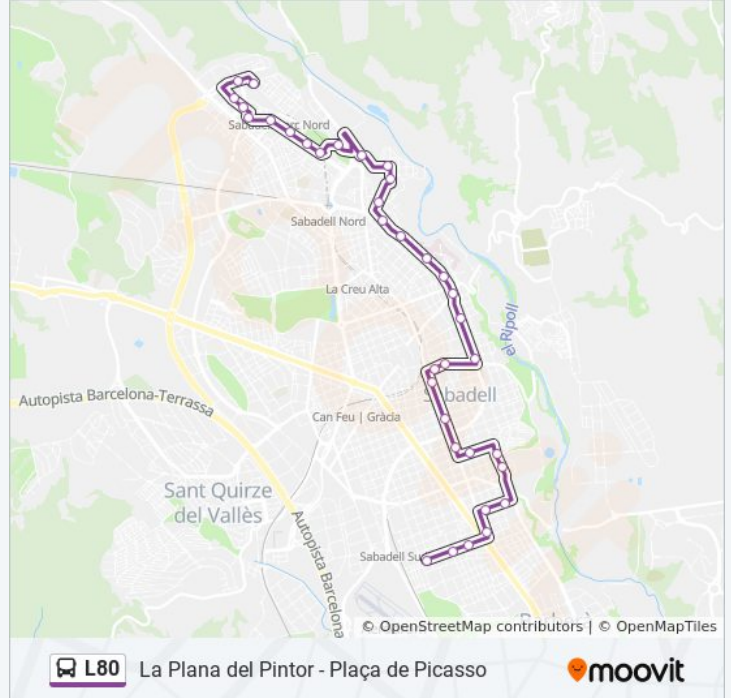 Sabadell Parc Nord
Sabadell Nord
La Creu Alta
el Ripoll
Autopista Barcelona-Terrassa
Sabadell
Can Feu | Gràcia
Sant Quirze
del Vallès
Autopista Barcelona
Sabadell Su
© OpenStreetMap contributors | © OpenMapTiles
L80 La Plana del Pintor - Plaça de Picasso
moovit